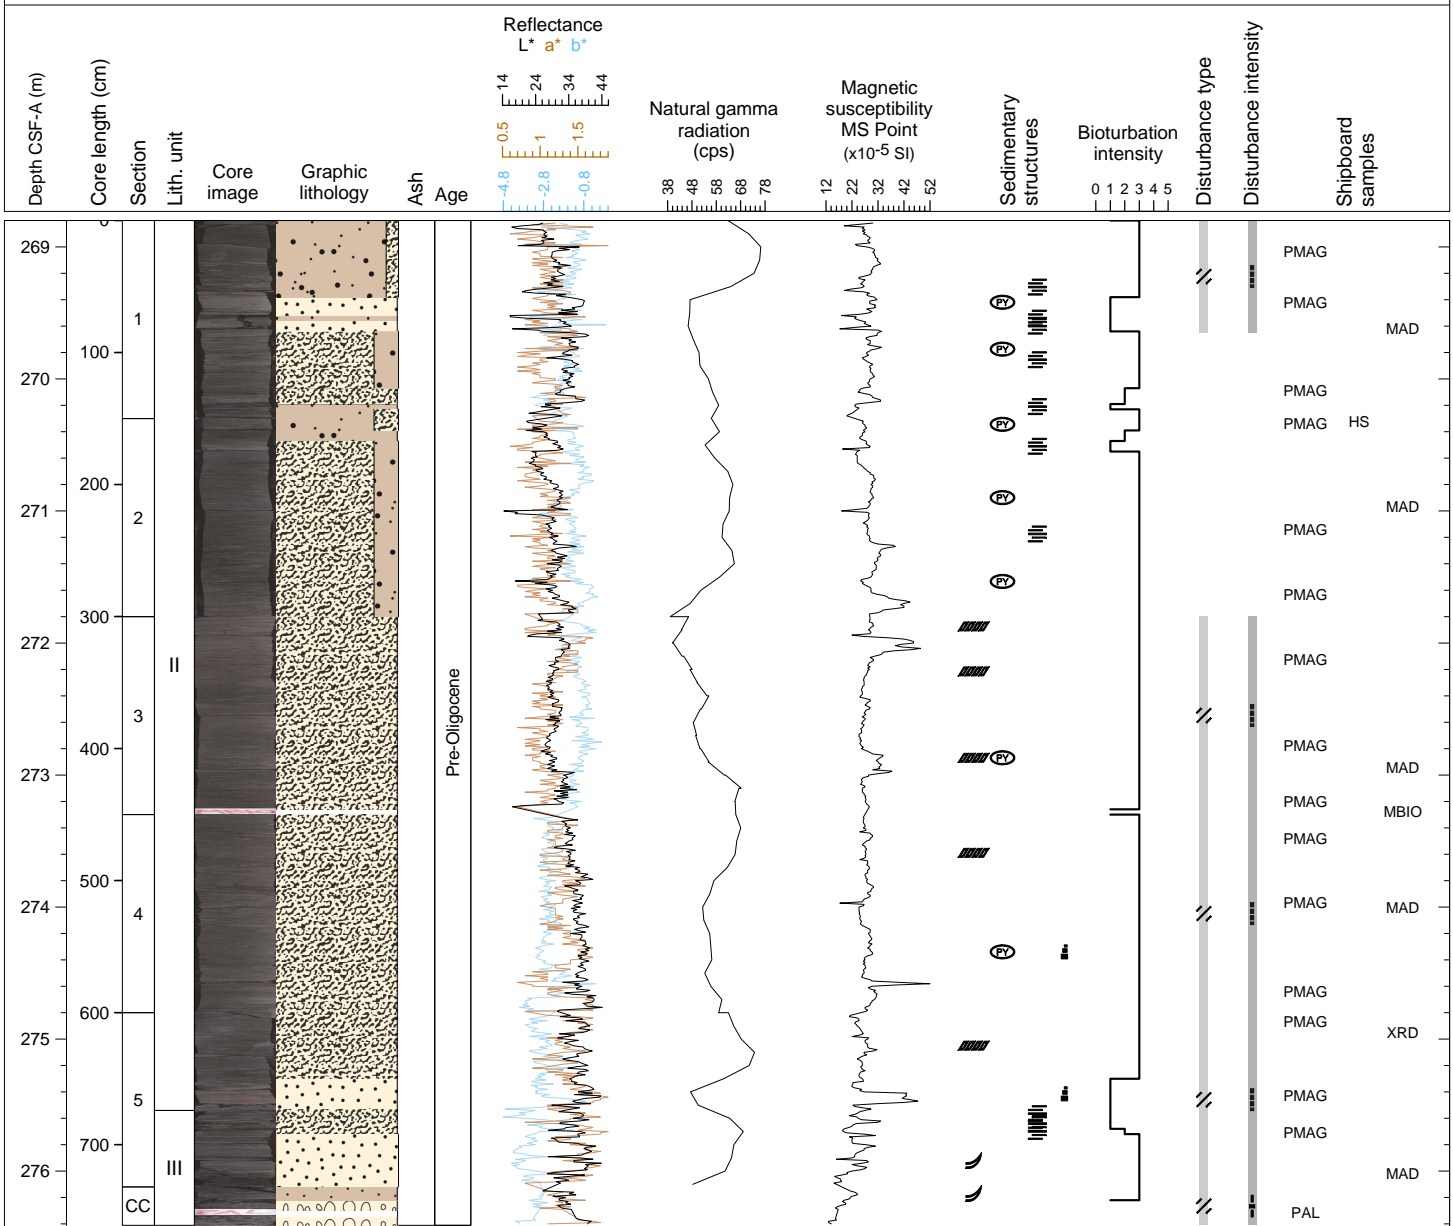 Depth CSF-A (m)
Core length (cm)
Section
Lith. unit
Core
image
Graphic
lithology
Ash
Age
Reflectance
L* a* b*
14 24 34 44
0.5 1 1.5
-4.8 -2.8 -0.8
Natural gamma
radiation
(cps)
38 48 58 68 78
Magnetic
susceptibility
MS Point
(x10-5 SI)
12 22 32 42 52
Sedimentary
structures
Bioturbation
intensity
0 1 2 3 4 5
Disturbance type
Disturbance intensity
Shipboard
samples
0
269 PMAG
PY PMAG
1 MAD
100 PY
270 PMAG
PY PMAG HS
200 PY MAD
271
2 PMAG
PY PMAG
300
272 PMAG
II
Pre-Oligocene
3
400 PMAG
PY
273 MAD
PMAG MBIO
PMAG
500
274 PMAG MAD
4
PY
PMAG
600 PMAG
275 XRD
5 PMAG
PMAG
700
276 III MAD
CC PAL